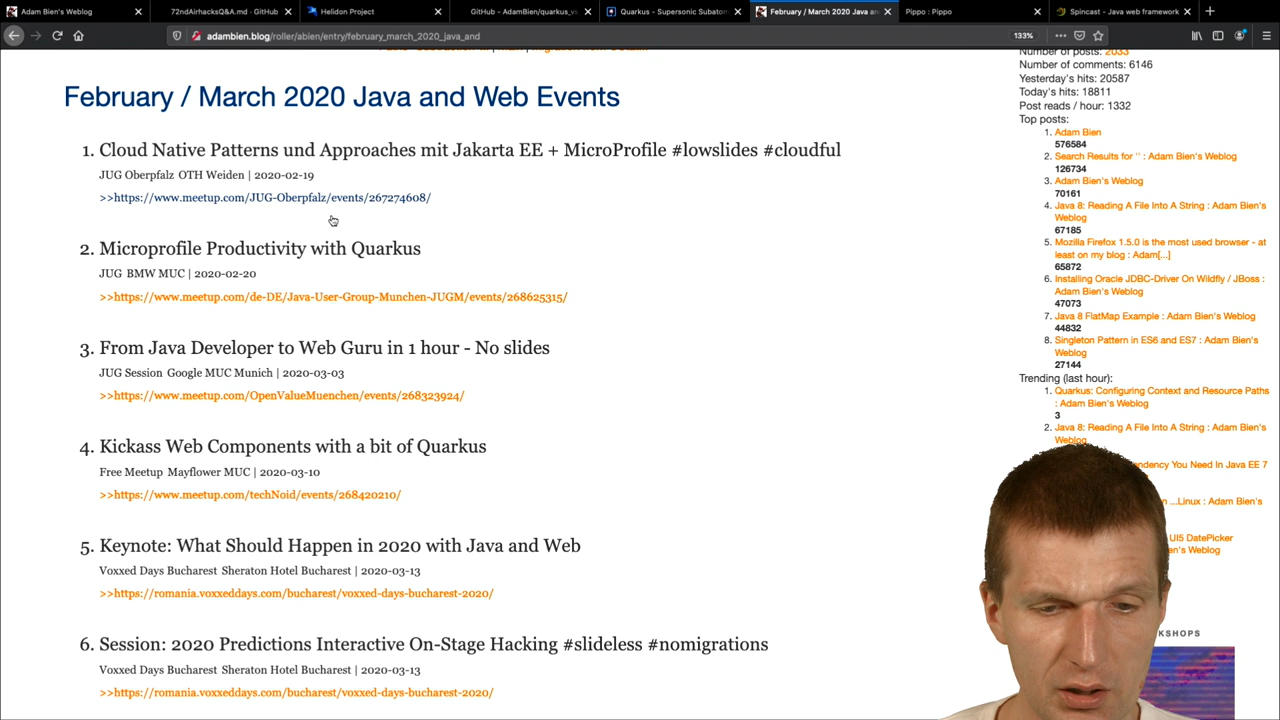 Adam Bien's Weblog
72ndAirhacksQ&A.md · GitHub
Helidon Project
GitHub - AdamBien/quarkus_vs
Quarkus - Supersonic Subatom
February / March 2020 Java and
Pippo : Pippo
Spincast - Java web framework
adambien.blog/roller/abien/entry/february_march_2020_java_and
133%
February / March 2020 Java and Web Events
1. Cloud Native Patterns und Approaches mit Jakarta EE + MicroProfile #lowslides #cloudful
JUG Oberpfalz OTH Weiden | 2020-02-19
>>https://www.meetup.com/JUG-Oberpfalz/events/267274608/
2. Microprofile Productivity with Quarkus
JUG BMW MUC | 2020-02-20
>>https://www.meetup.com/de-DE/Java-User-Group-Munchen-JUGM/events/268625315/
3. From Java Developer to Web Guru in 1 hour - No slides
JUG Session Google MUC Munich | 2020-03-03
>>https://www.meetup.com/OpenValueMuenchen/events/268323924/
4. Kickass Web Components with a bit of Quarkus
Free Meetup Mayflower MUC | 2020-03-10
>>https://www.meetup.com/techNoid/events/268420210/
5. Keynote: What Should Happen in 2020 with Java and Web
Voxxed Days Bucharest Sheraton Hotel Bucharest | 2020-03-13
>>https://romania.voxxeddays.com/bucharest/voxxed-days-bucharest-2020/
6. Session: 2020 Predictions Interactive On-Stage Hacking #slideless #nomigrations
Voxxed Days Bucharest Sheraton Hotel Bucharest | 2020-03-13
>>https://romania.voxxeddays.com/bucharest/voxxed-days-bucharest-2020/
Number of posts: 2033
Number of comments: 6146
Yesterday's hits: 20587
Today's hits: 18811
Post reads / hour: 1332
Top posts:
1. Adam Bien
576584
2. Search Results for '' : Adam Bien's Weblog
126734
3. Adam Bien's Weblog
70161
4. Java 8: Reading A File Into A String : Adam Bien's
Weblog
67185
5. Mozilla Firefox 1.5.0 is the most used browser - at
least on my blog : Adam[...]
65872
6. Installing Oracle JDBC-Driver On Wildfly / JBoss :
Adam Bien's Weblog
47073
7. Java 8 FlatMap Example : Adam Bien's Weblog
44832
8. Singleton Pattern in ES6 and ES7 : Adam Bien's
Weblog
27144
Trending (last hour):
1. Quarkus: Configuring Context and Resource Paths
: Adam Bien's Weblog
3
2. Java 8: Reading A File Into A String : Adam Bien's
Weblog
You Need In Java EE 7
...Linux : Adam Bien's
UI5 DatePicker
Weblog